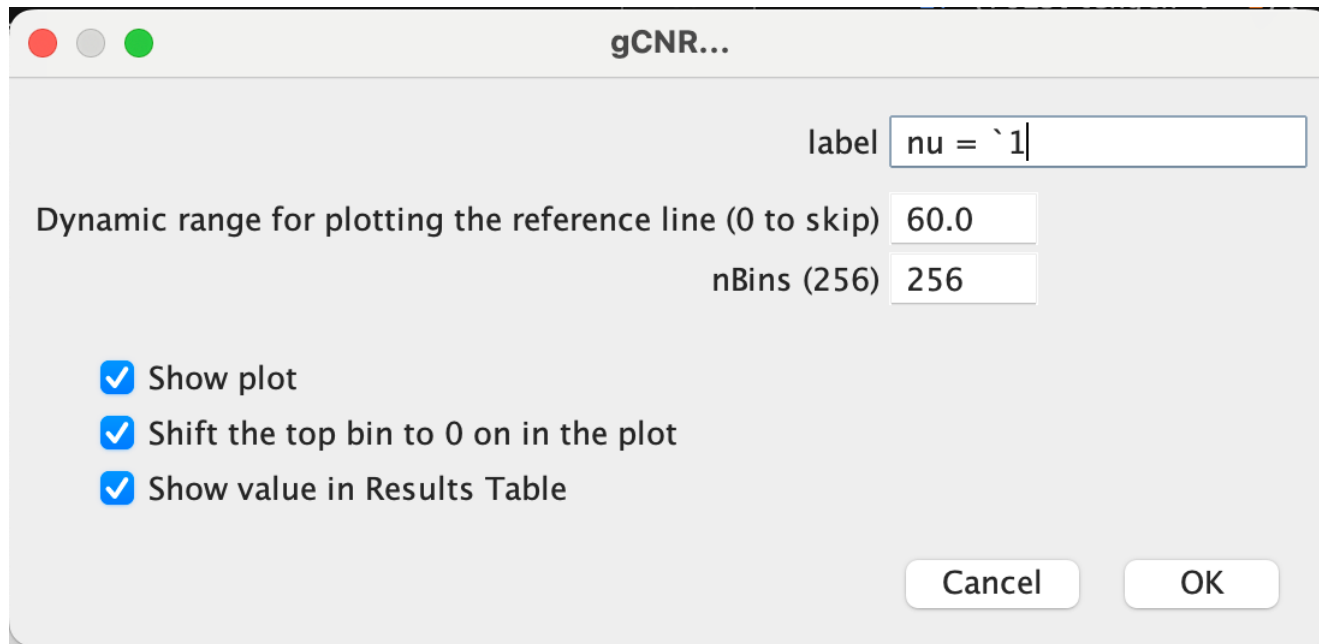 gCNR...
label nu = `1
Dynamic range for plotting the reference line (0 to skip) 60.0
nBins (256) 256
Show plot
Shift the top bin to 0 on in the plot
Show value in Results Table
Cancel OK